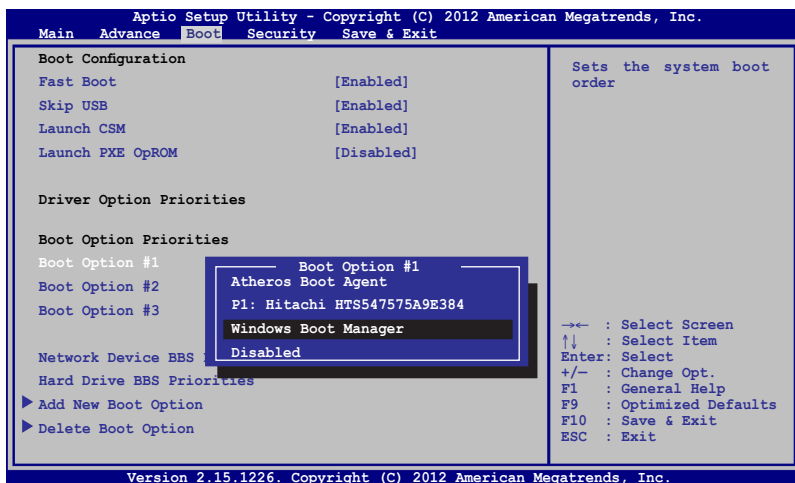 Aptio Setup Utility - Copyright (C) 2012 American Megatrends, Inc.
Main Advance Boot Security Save & Exit
Boot Configuration
Fast Boot [Enabled]
Skip USB [Enabled]
Launch CSM [Enabled]
Launch PXE OpROM [Disabled]
Driver Option Priorities
Boot Option Priorities
Boot Option #1
Boot Option #2
Boot Option #3
Network Device BBS
Hard Drive BBS Priorities
Add New Boot Option
Delete Boot Option
Boot Option #1
Atheros Boot Agent
P1: Hitachi HTS547575A9E384
Windows Boot Manager
Disabled
Sets the system boot
order
→← : Select Screen
↑↓ : Select Item
Enter: Select
+/— : Change Opt.
F1 : General Help
F9 : Optimized Defaults
F10 : Save & Exit
ESC : Exit
Version 2.15.1226. Copyright (C) 2012 American Megatrends, Inc.